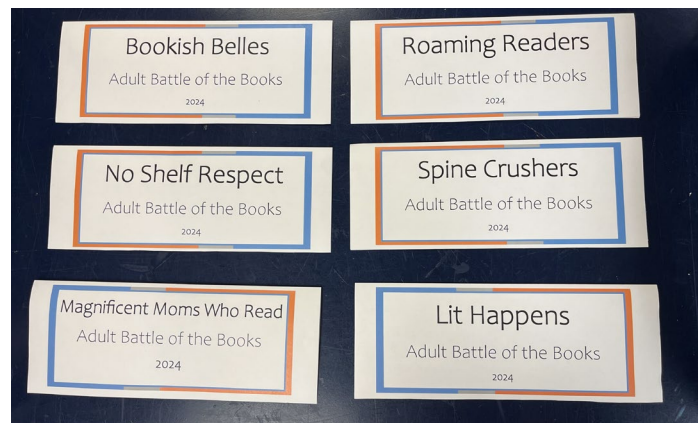 Bookish Belles
Adult Battle of the Books
2024
Roaming Readers
Adult Battle of the Books
2024
No Shelf Respect
Adult Battle of the Books
2024
Spine Crushers
Adult Battle of the Books
2024
Magnificent Moms Who Read
Adult Battle of the Books
2024
Lit Happens
Adult Battle of the Books
2024